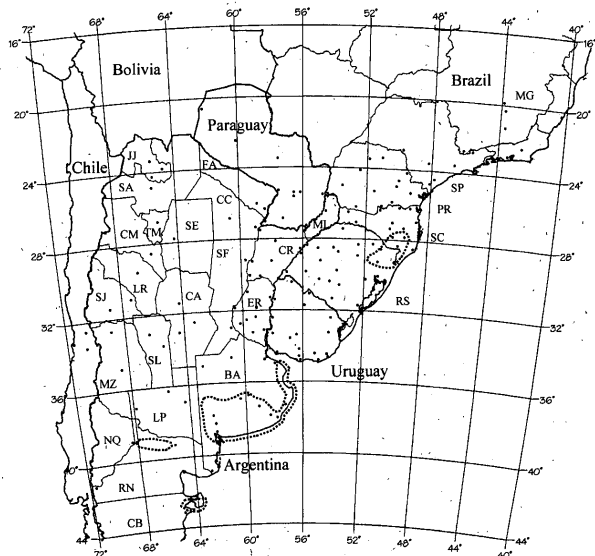 72° 68° 64° 60° 56° 52° 48° 44° 40°
16° 16°
Bolivia Brazil
MG
20° 20°
Paraguay
Chile JJ FA
24° SA SP 24°
CC PR
CM TM SE MI SC
28° SF CR 28°
LR
SJ CA ER RS
32° 32°
SL
MZ BA Uruguay
36° LP 36°
NQ
40° Argentina 40°
RN
CB
44° 44°
72° 68° 64° 60° 56° 52° 48° 44°